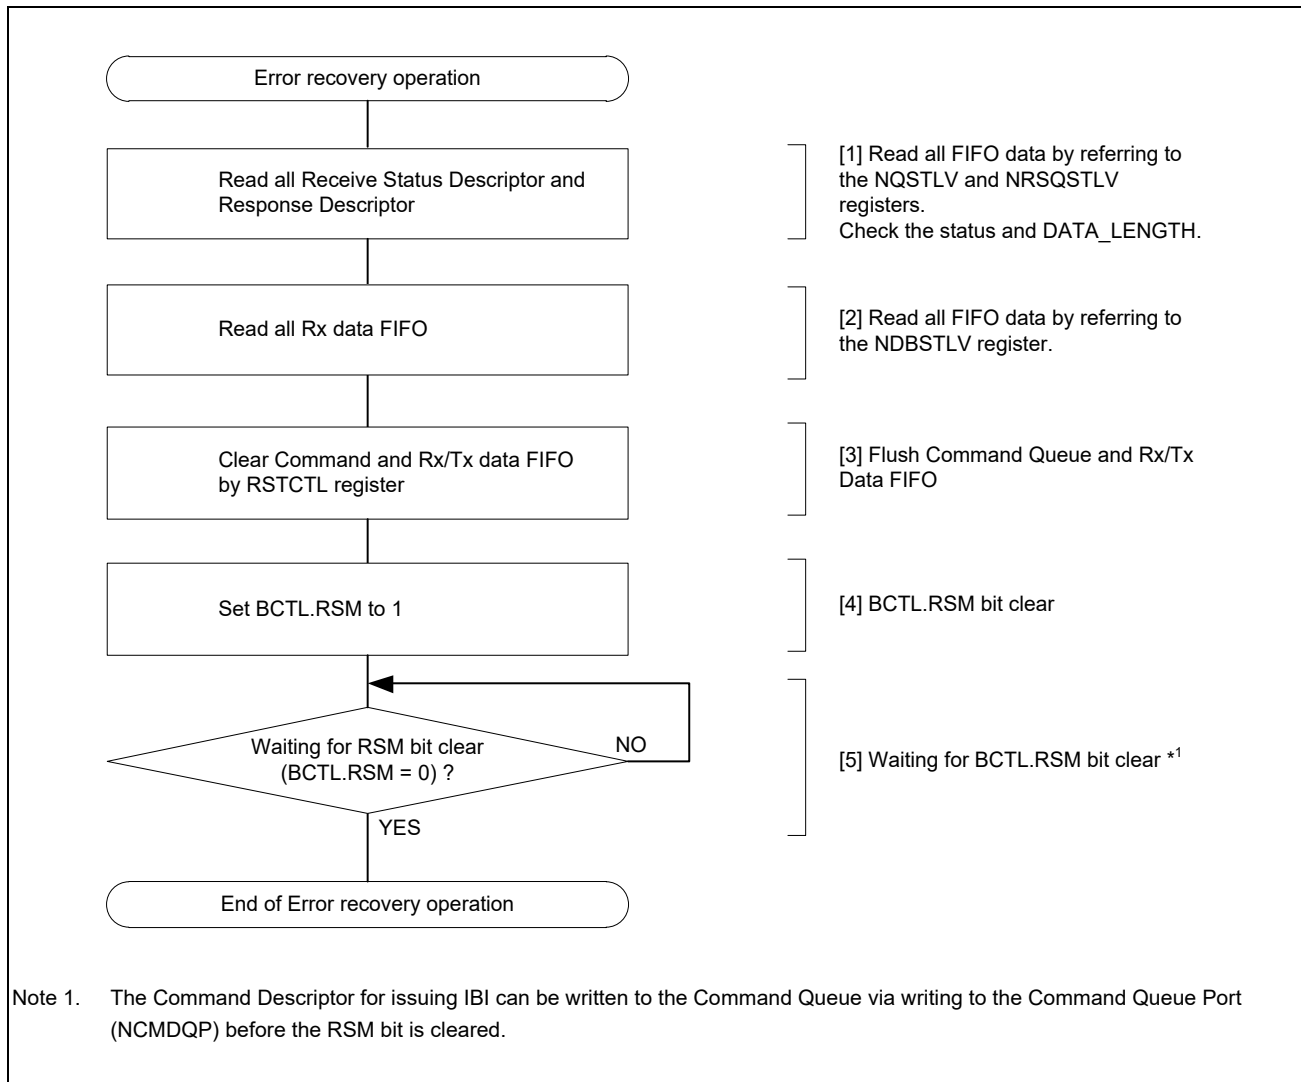 Error recovery operation
Read all Receive Status Descriptor and
Response Descriptor
[1] Read all FIFO data by referring to
the NQSTLV and NRSQSTLV
registers.
Check the status and DATA_LENGTH.
Read all Rx data FIFO
[2] Read all FIFO data by referring to
the NDBSTLV register.
Clear Command and Rx/Tx data FIFO
by RSTCTL register
[3] Flush Command Queue and Rx/Tx
Data FIFO
Set BCTL.RSM to 1
[4] BCTL.RSM bit clear
Waiting for RSM bit clear
(BCTL.RSM = 0) ?
NO
YES
[5] Waiting for BCTL.RSM bit clear *1
End of Error recovery operation
Note 1. The Command Descriptor for issuing IBI can be written to the Command Queue via writing to the Command Queue Port
(NCMDQP) before the RSM bit is cleared.